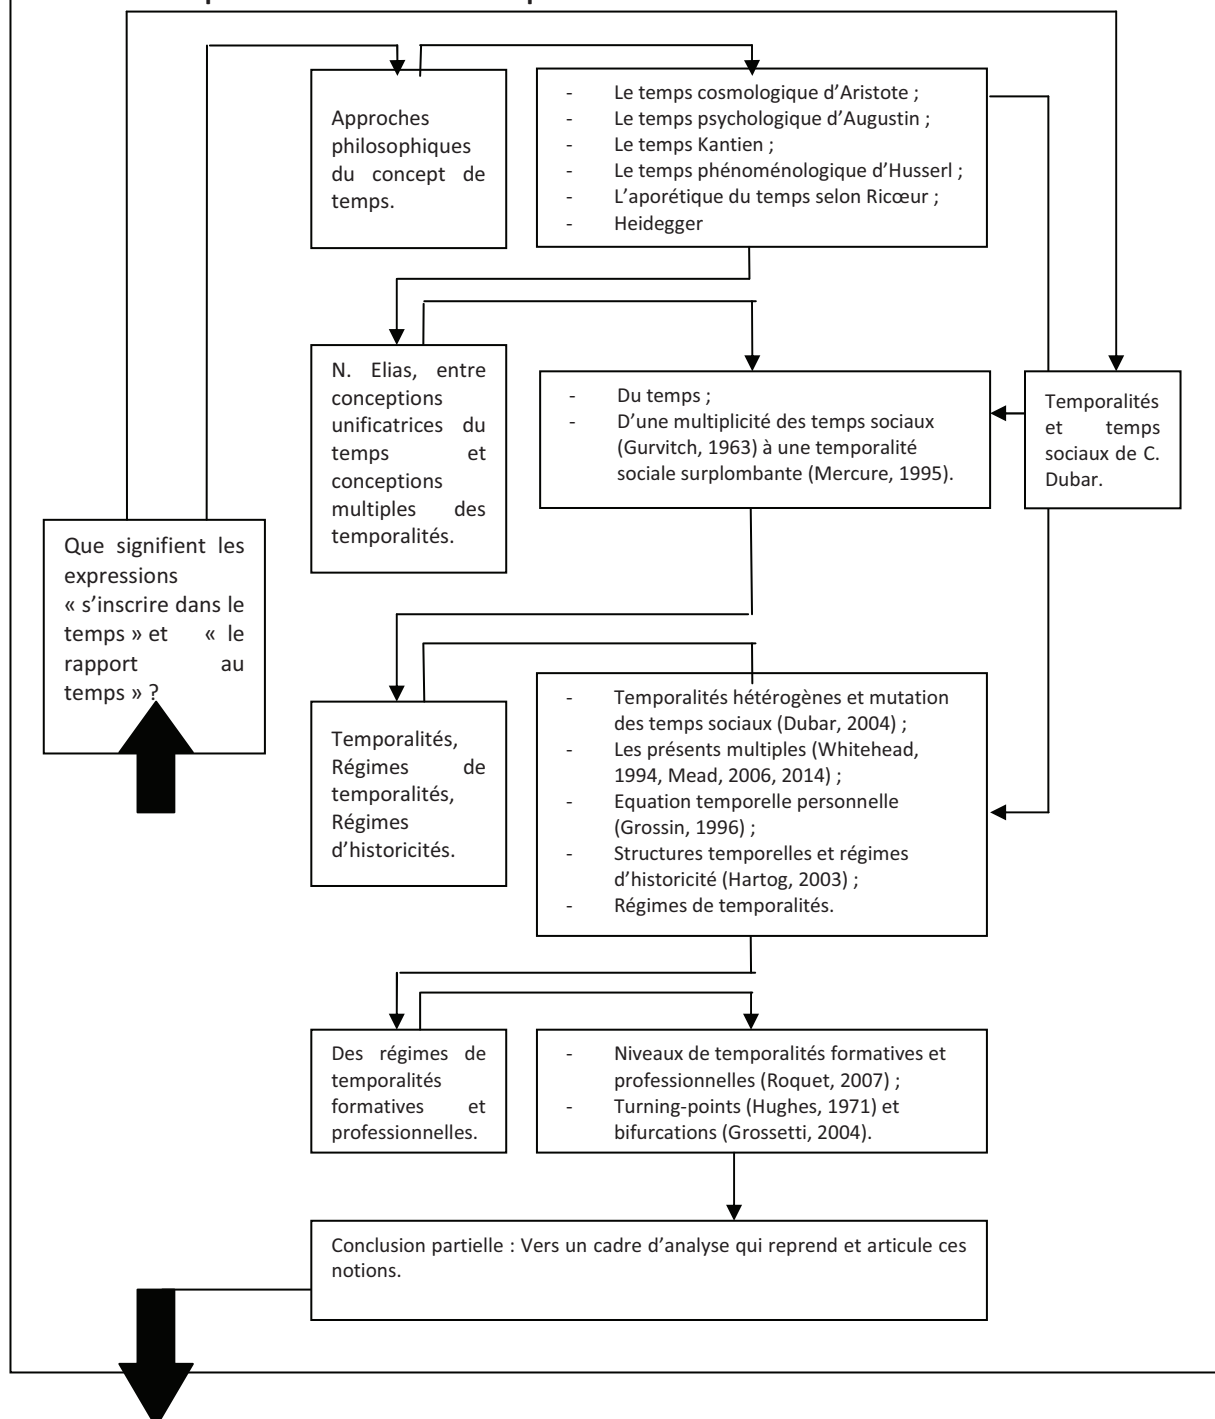 Approches
philosophiques
du concept de
temps.
- Le temps cosmologique d’Aristote ;
- Le temps psychologique d’Augustin ;
- Le temps Kantien ;
- Le temps phénoménologique d’Husserl ;
- L’aporétique du temps selon Ricœur ;
- Heidegger
N. Elias, entre
conceptions
unificatrices du
temps et
conceptions
multiples des
temporalités.
- Du temps ;
- D’une multiplicité des temps sociaux
(Gurvitch, 1963) à une temporalité
sociale surplombante (Mercure, 1995).
Temporalités
et temps
sociaux de C.
Dubar.
Que signifient les
expressions
« s’inscrire dans le
temps » et « le
rapport au
temps » ?
Temporalités,
Régimes de
temporalités,
Régimes
d’historicités.
- Temporalités hétérogènes et mutation
des temps sociaux (Dubar, 2004) ;
- Les présents multiples (Whitehead,
1994, Mead, 2006, 2014) ;
- Equation temporelle personnelle
(Grossin, 1996) ;
- Structures temporelles et régimes
d’historicité (Hartog, 2003) ;
- Régimes de temporalités.
Des régimes de
temporalités
formatives et
professionnelles.
- Niveaux de temporalités formatives et
professionnelles (Roquet, 2007) ;
- Turning-points (Hughes, 1971) et
bifurcations (Grossetti, 2004).
Conclusion partielle : Vers un cadre d’analyse qui reprend et articule ces
notions.